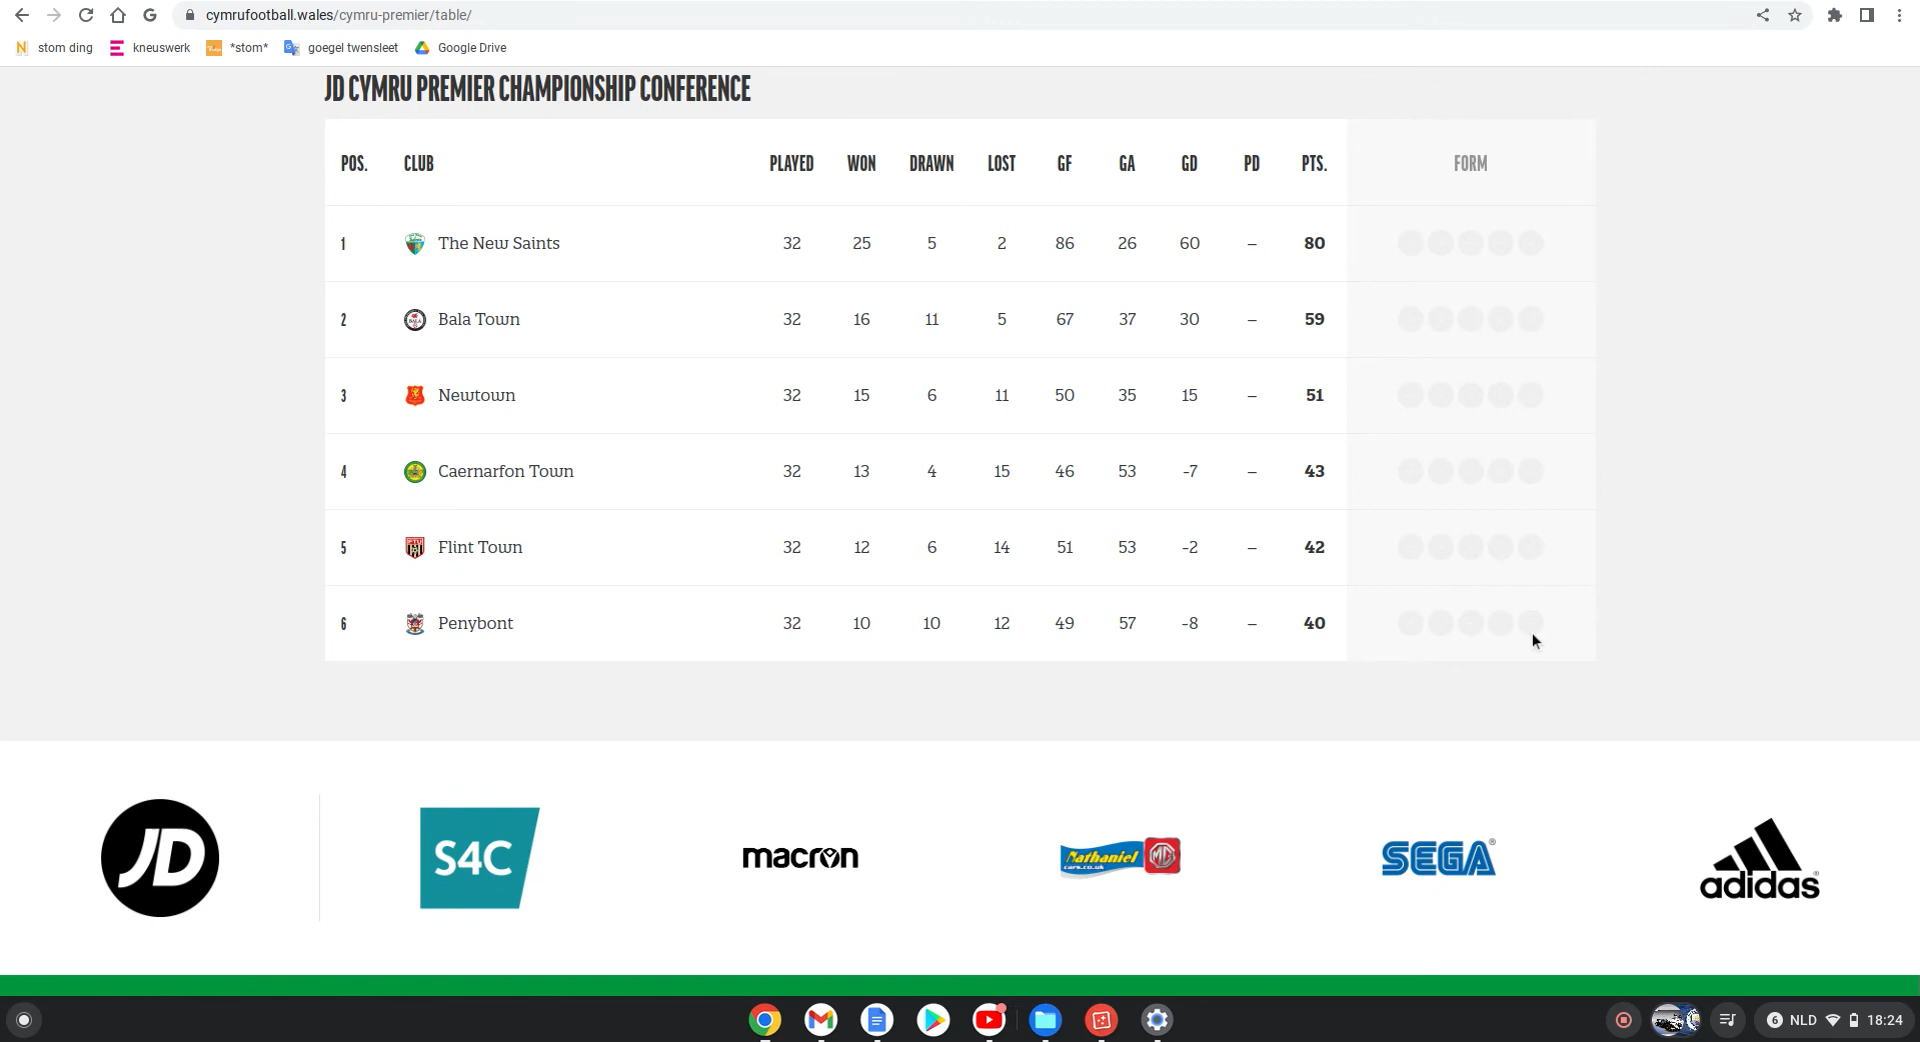 cymrufootball.wales/cymru-premier/table/
stom ding kneuswerk *stom* goegel twensleet Google Drive
JD CYMRU PREMIER CHAMPIONSHIP CONFERENCE
POS. CLUB PLAYED WON DRAWN LOST GF GA GD PD PTS. FORM
1 The New Saints 32 25 5 2 86 26 60 – 80
2 Bala Town 32 16 11 5 67 37 30 – 59
3 Newtown 32 15 6 11 50 35 15 – 51
4 Caernarfon Town 32 13 4 15 46 53 -7 – 43
5 Flint Town 32 12 6 14 51 53 -2 – 42
6 Penybont 32 10 10 12 49 57 -8 – 40
JD S4C macron Nathaniel cars.co.uk MG SEGA® adidas
6 NLD 18:24